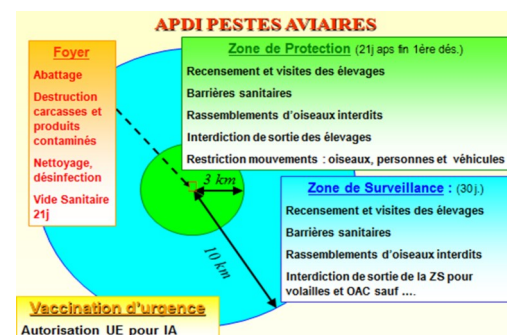 APDI PESTES AVIAIRES
Foyer
Abattage
Destruction
carcasses et
produits
contaminés
Nettoyage,
désinfection
Vide Sanitaire
21j
Zone de Protection (21j aps fin 1ère dés.)
Recensement et visites des élevages
Barrières sanitaires
Rassemblements d'oiseaux interdits
Interdiction de sortie des élevages
Restriction mouvements : oiseaux, personnes et véhicules
3 km
10 km
Zone de Surveillance : (30 j.)
Recensement et visites des élevages
Barrières sanitaires
Rassemblements d'oiseaux interdits
Interdiction de sortie de la ZS pour
volailles et OAC sauf ....
Vaccination d'urgence
Autorisation UE pour IA